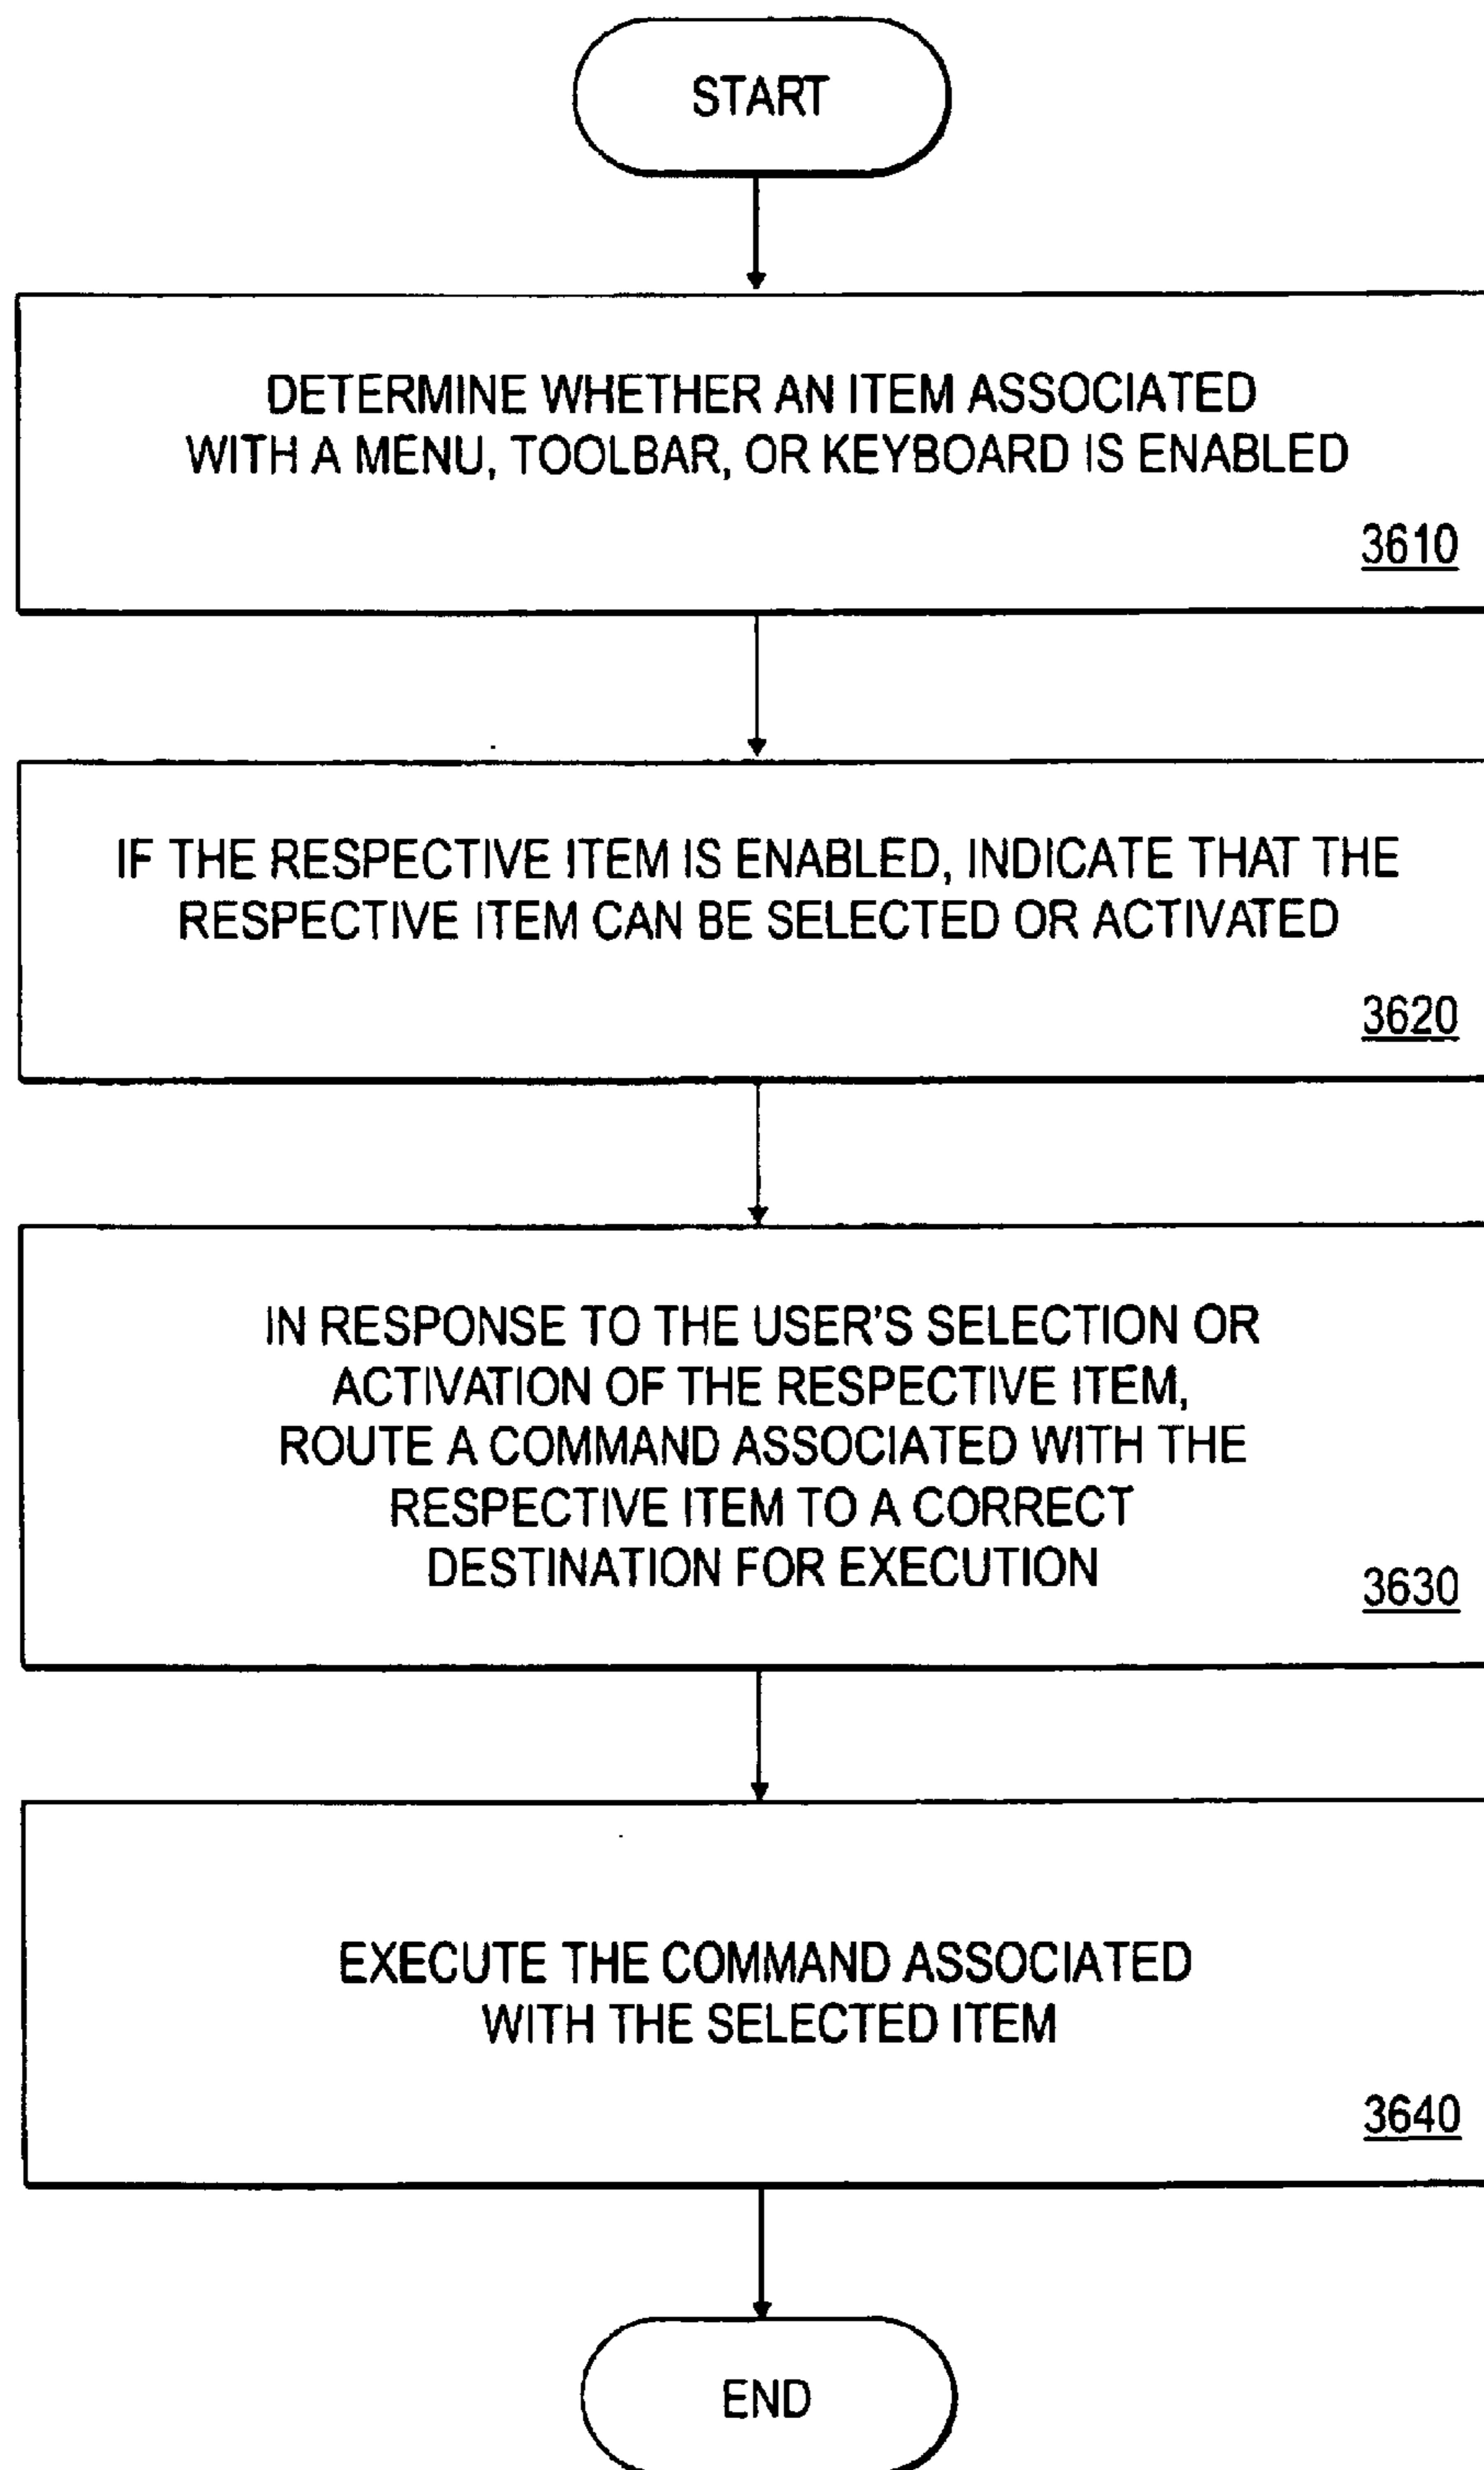 START
DETERMINE WHETHER AN ITEM ASSOCIATED
WITH A MENU, TOOLBAR, OR KEYBOARD IS ENABLED
3610
IF THE RESPECTIVE ITEM IS ENABLED, INDICATE THAT THE
RESPECTIVE ITEM CAN BE SELECTED OR ACTIVATED
3620
IN RESPONSE TO THE USER'S SELECTION OR
ACTIVATION OF THE RESPECTIVE ITEM,
ROUTE A COMMAND ASSOCIATED WITH THE
RESPECTIVE ITEM TO A CORRECT
DESTINATION FOR EXECUTION
3630
EXECUTE THE COMMAND ASSOCIATED
WITH THE SELECTED ITEM
3640
END